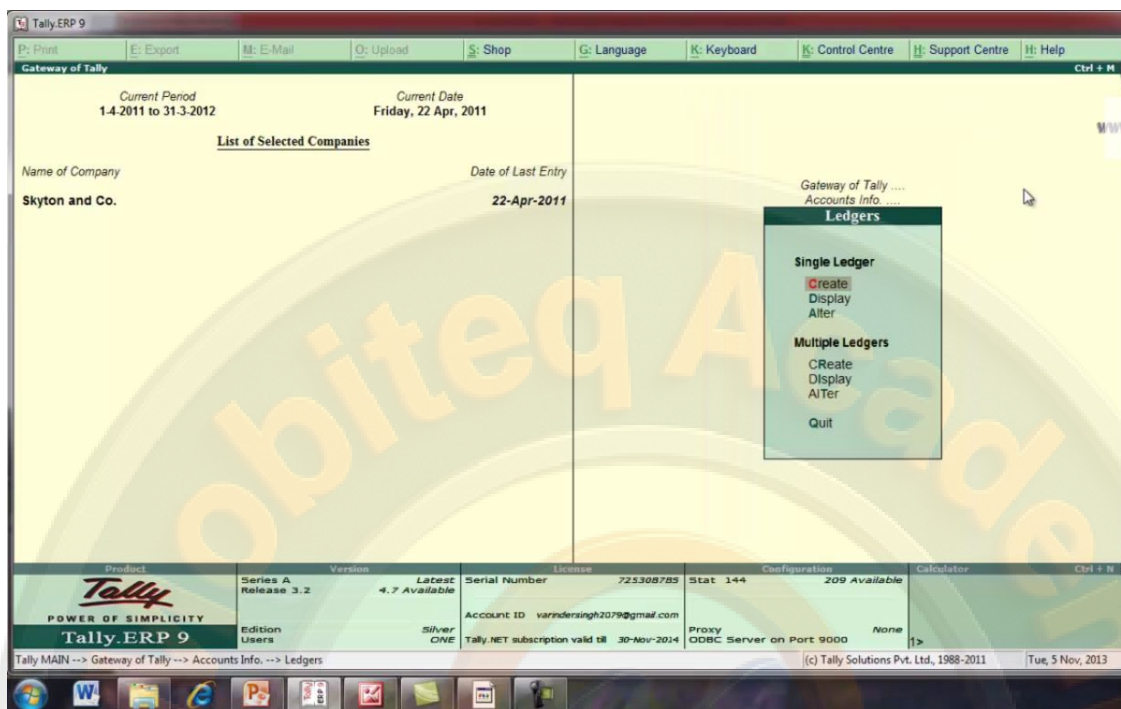 Tally.ERP 9
P: Print E: Export M: E-Mail O: Upload S: Shop G: Language K: Keyboard K: Control Centre H: Support Centre H: Help
Gateway of Tally Ctrl + M
Current Period Current Date
1-4-2011 to 31-3-2012 Friday, 22 Apr, 2011
List of Selected Companies
Name of Company Date of Last Entry
Skyton and Co. 22-Apr-2011
Gateway of Tally ....
Accounts Info. ....
Ledgers
Single Ledger
Create
Display
Alter
Multiple Ledgers
CReate
DIsplay
AlTer
Quit
obiteq Acade
Product Version License Configuration Calculator Ctrl + N
Tally
POWER OF SIMPLICITY
Tally.ERP 9
Series A Latest
Release 3.2 4.7 Available
Edition Silver
Users ONE
Serial Number 725308785
Account ID varindersingh2079@gmail.com
Tally.NET subscription valid till 30-Nov-2014
Stat 144 209 Available
Proxy None
ODBC Server on Port 9000
1>
Tally MAIN --> Gateway of Tally --> Accounts Info. --> Ledgers (c) Tally Solutions Pvt. Ltd., 1988-2011 Tue, 5 Nov, 2013